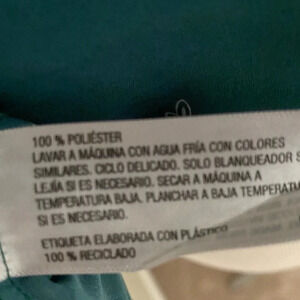 100 % POLIÉSTER
LAVAR A MÁQUINA CON AGUA FRÍA CON COLORES
SIMILARES. CICLO DELICADO. SOLO BLANQUEADOR S
LEJÍA SI ES NECESARIO. SECAR A MÁQUINA A
TEMPERATURA BAJA. PLANCHAR A BAJA TEMPERATU
SI ES NECESARIO.
ETIQUETA ELABORADA CON PLÁSTICO
100 % RECICLADO